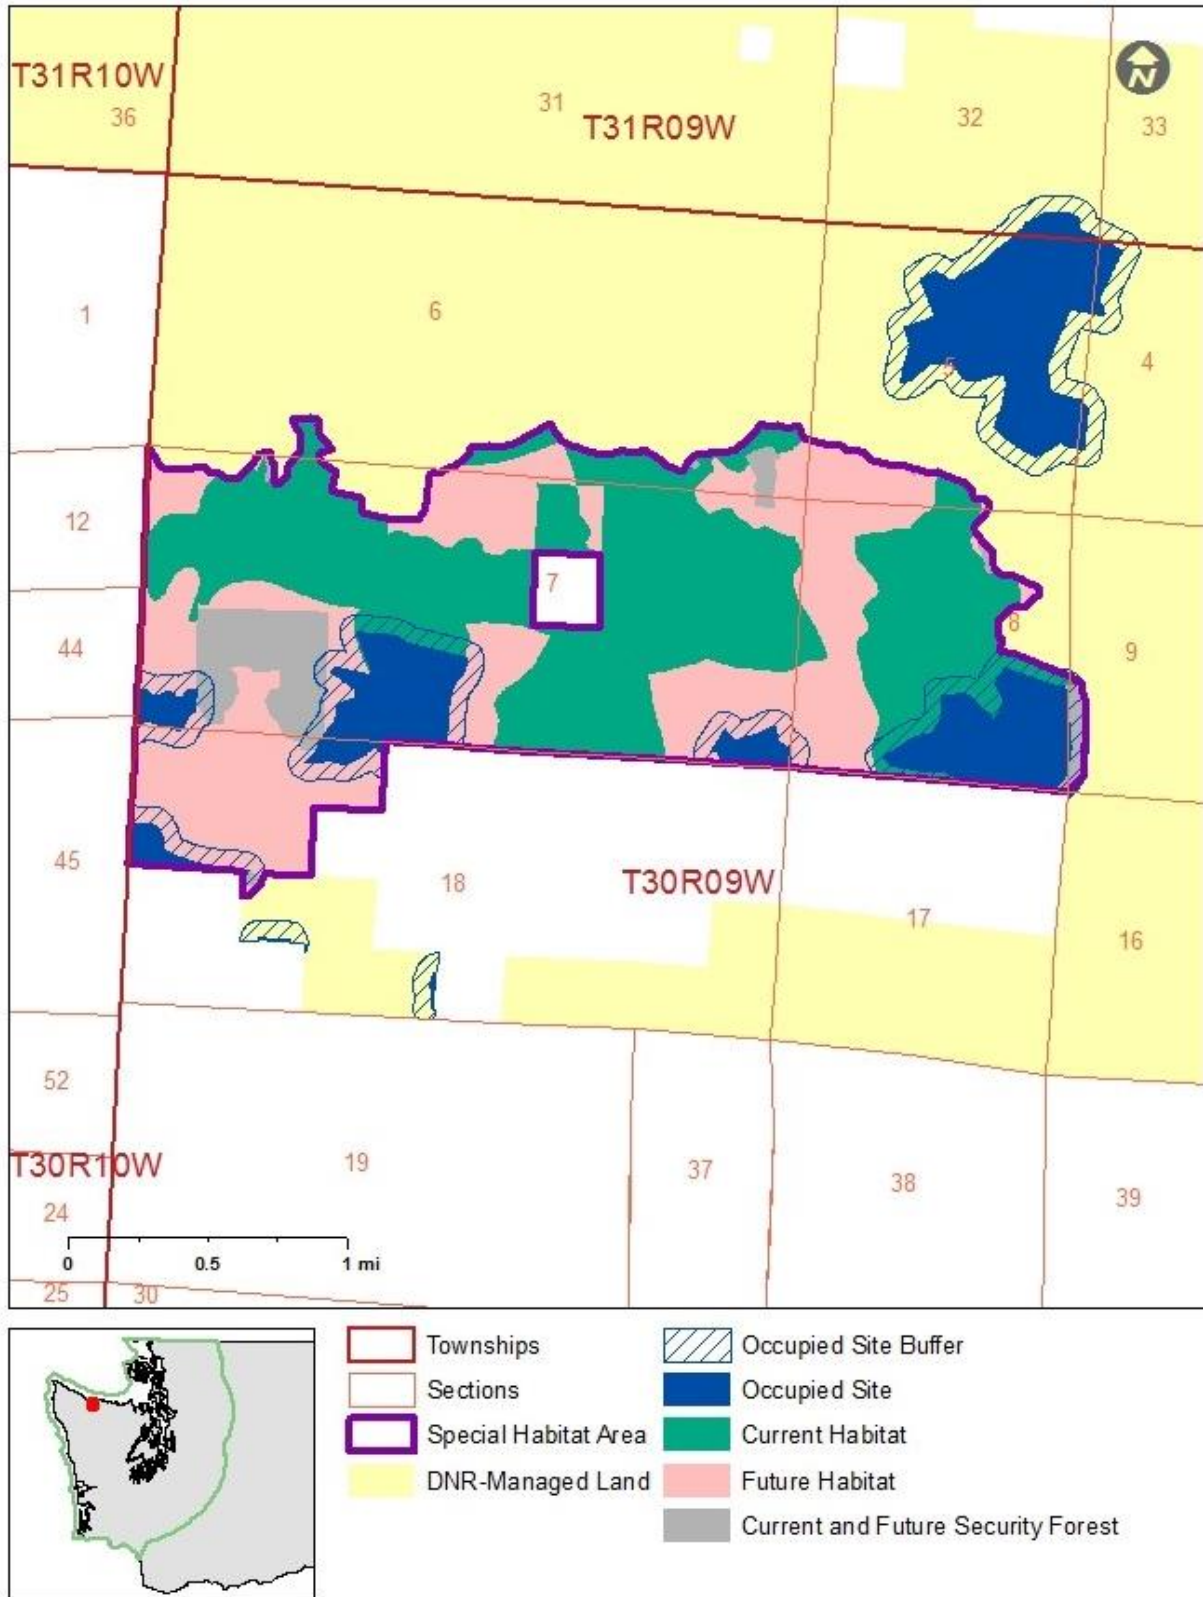 T31R10W
36
31
T31R09W
32
33
N
1
6
5
4
12
7
8
44
9
45
18
T30R09W
17
16
52
T30R10W
19
37
38
39
24
0 0.5 1 mi
25 30
Townships
Sections
Special Habitat Area
DNR-Managed Land
Occupied Site Buffer
Occupied Site
Current Habitat
Future Habitat
Current and Future Security Forest